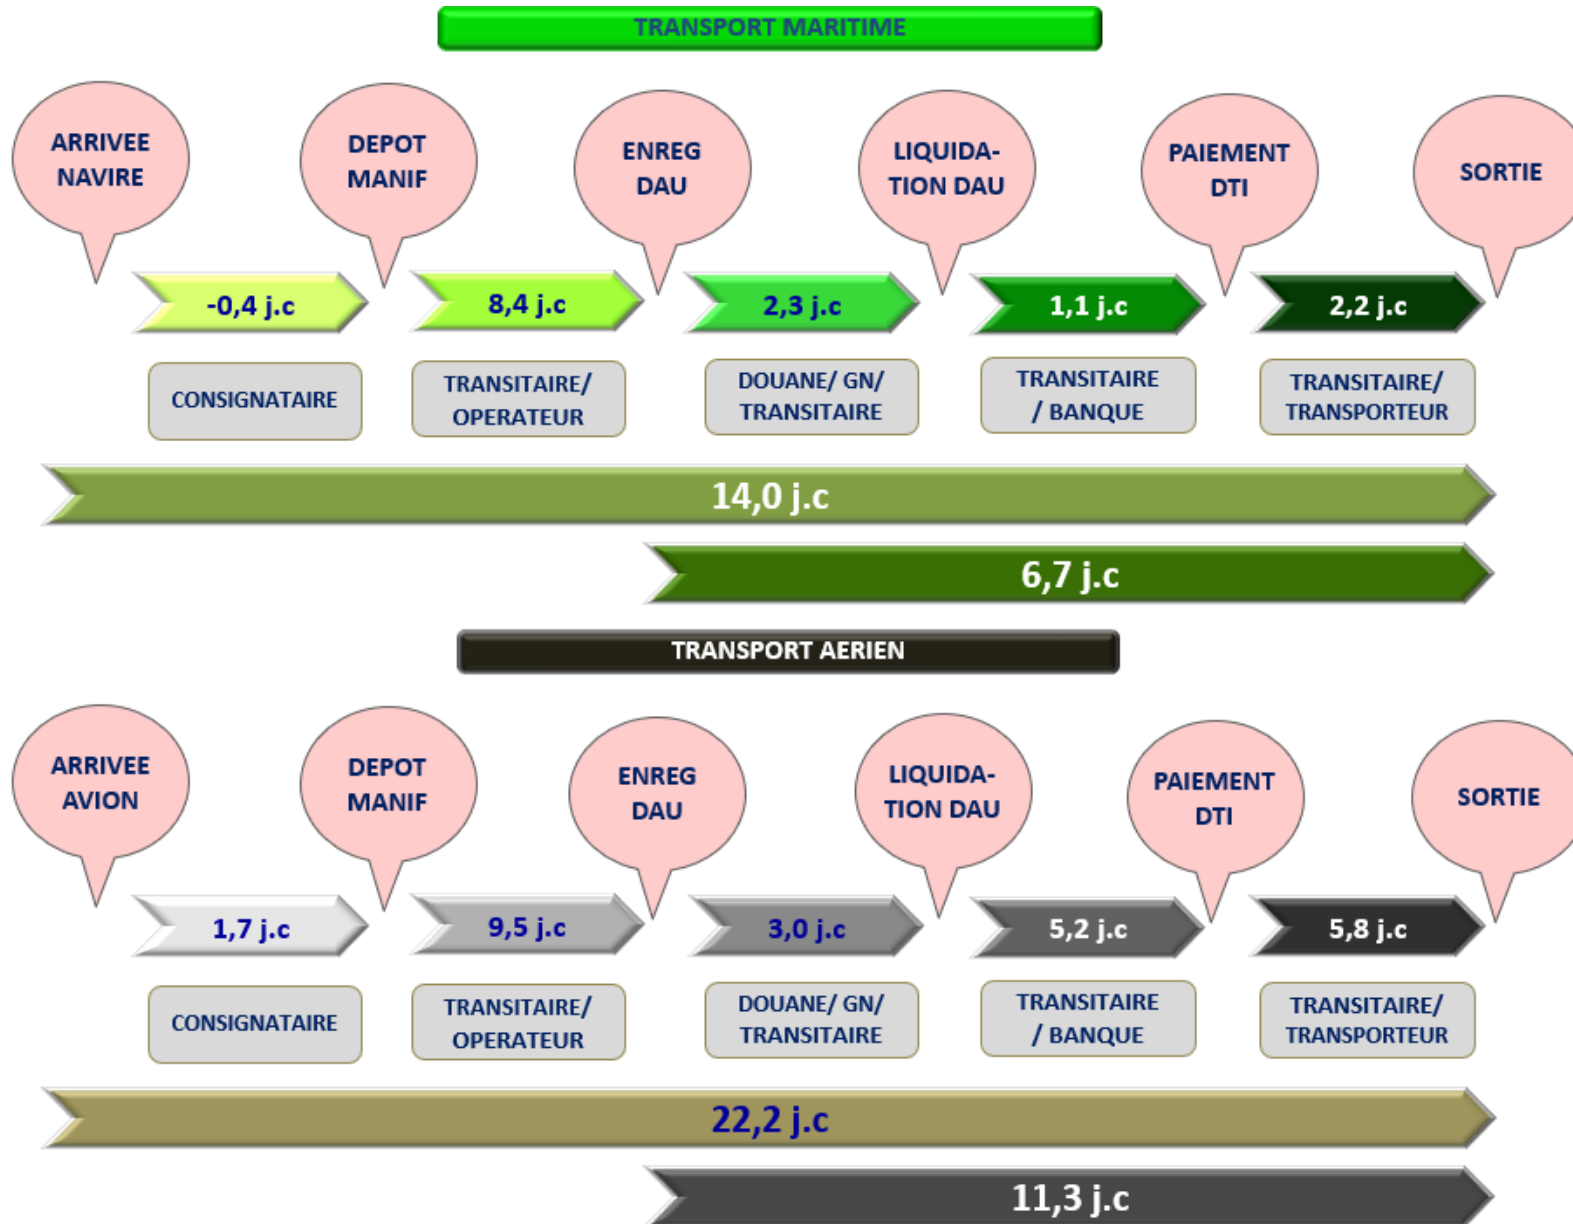 TRANSPORT MARITIME
ARRIVEE
NAVIRE
DEPOT
MANIF
ENREG
DAU
LIQUIDA-
TION DAU
PAIEMENT
DTI
SORTIE
-0,4 j.c
8,4 j.c
2,3 j.c
1,1 j.c
2,2 j.c
CONSIGNATAIRE
TRANSITAIRE/
OPERATEUR
DOUANE/ GN/
TRANSITAIRE
TRANSITAIRE
/ BANQUE
TRANSITAIRE/
TRANSPORTEUR
14,0 j.c
6,7 j.c
TRANSPORT AERIEN
ARRIVEE
AVION
DEPOT
MANIF
ENREG
DAU
LIQUIDA-
TION DAU
PAIEMENT
DTI
SORTIE
1,7 j.c
9,5 j.c
3,0 j.c
5,2 j.c
5,8 j.c
CONSIGNATAIRE
TRANSITAIRE/
OPERATEUR
DOUANE/ GN/
TRANSITAIRE
TRANSITAIRE
/ BANQUE
TRANSITAIRE/
TRANSPORTEUR
22,2 j.c
11,3 j.c